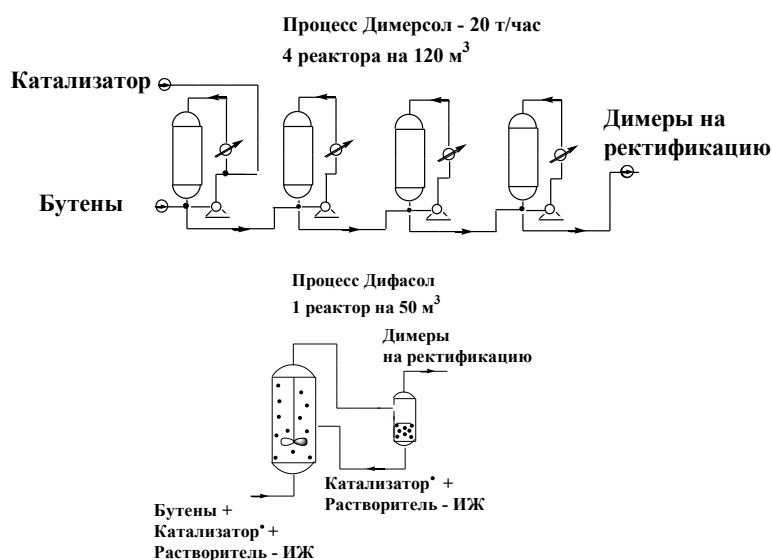 Процесс Димерсол - 20 т/час
4 реактора на 120 м³
Катализатор
Димеры на
ректификацию
Бутены
Процесс Дифасол
1 реактор на 50 м³
Димеры
на ректификацию
Катализатор• +
Растворитель - ИЖ
Бутены +
Катализатор• +
Растворитель - ИЖ